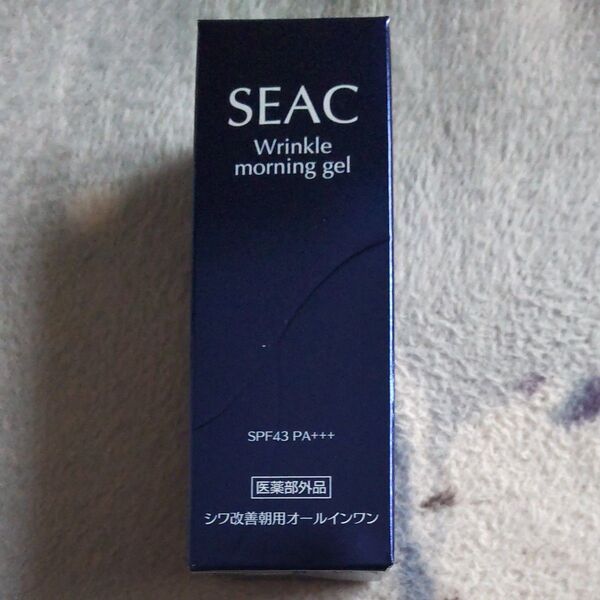 SEAC
Wrinkle
morning gel
SPF43 PA+++
医薬部外品
シワ改善朝用オールインワン